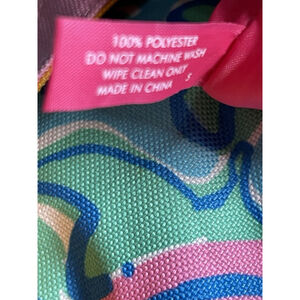 100% POLYESTER
DO NOT MACHINE WASH
WIPE CLEAN ONLY
MADE IN CHINA S